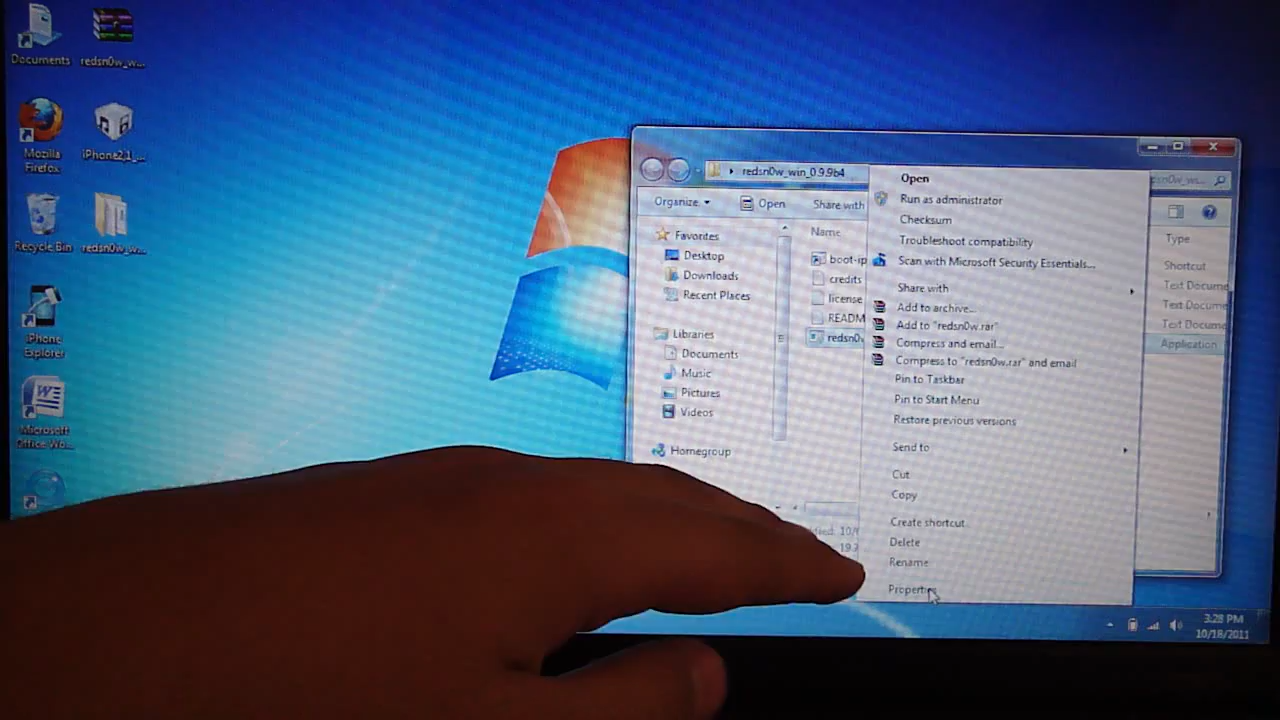 Documents
redsn0w_w...
Mozilla
Firefox
iPhone2,1_...
Recycle Bin
redsn0w_w...
iPhone
Explorer
Microsoft
Office Wo...
redsn0w_win_0.9.9b4
Organize
Open
Share with
Favorites
Desktop
Downloads
Recent Places
Libraries
Documents
Music
Pictures
Videos
Homegroup
Name
boot-ip
credits
license
READM
redsn0w
Open
Run as administrator
Checksum
Troubleshoot compatibility
Scan with Microsoft Security Essentials...
Share with
Add to archive...
Add to "redsn0w.rar"
Compress and email...
Compress to "redsn0w.rar" and email
Pin to Taskbar
Pin to Start Menu
Restore previous versions
Send to
Cut
Copy
Create shortcut
Delete
Rename
Properties
Type
Shortcut
Text Docume
Text Docume
Text Docume
Application
3:28 PM
10/18/2011